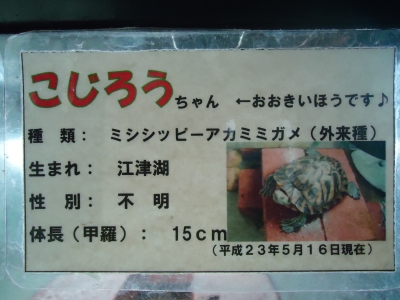 こじろうちゃん ←おおきいほうです♪
種 類： ミシシッピーアカミミガメ（外来種）
生まれ： 江津湖
性 別： 不 明
体長（甲羅）： 15cm
（平成23年5月16日現在）